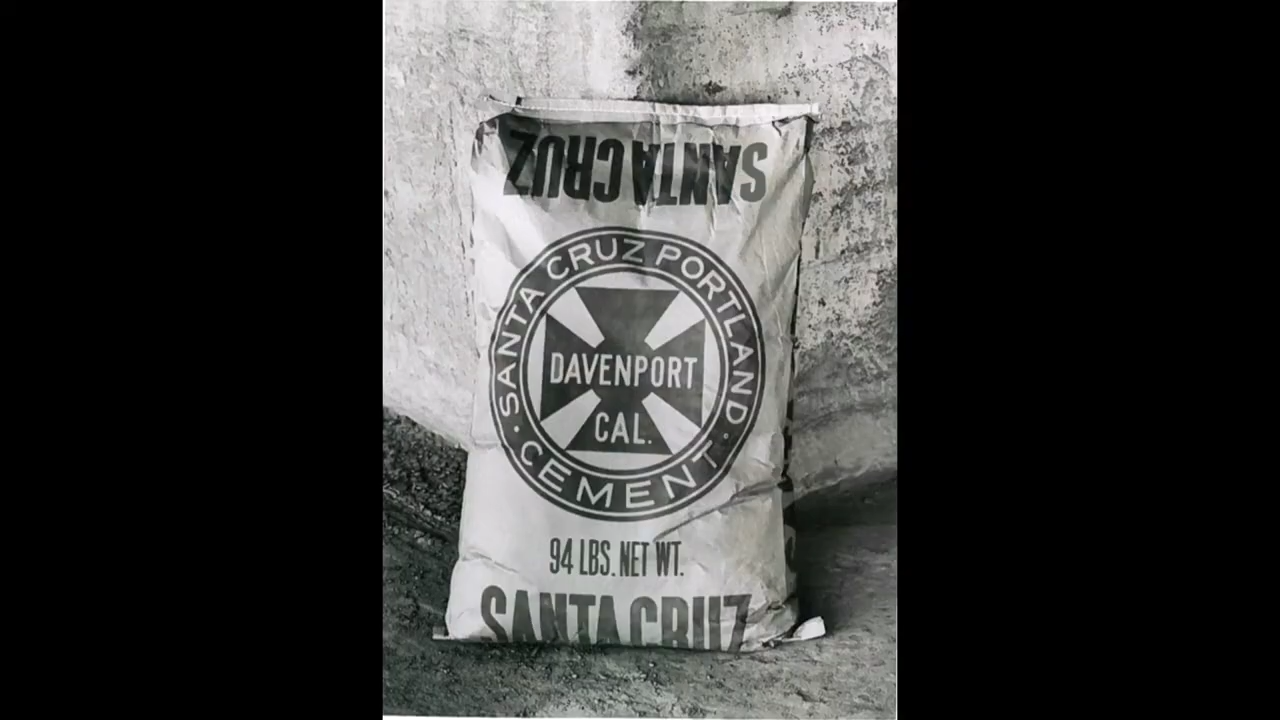 SANTA CRUZ
SANTA CRUZ PORTLAND
DAVENPORT
CAL.
· CEMENT ·
94 LBS. NET WT.
SANTA CRUZ